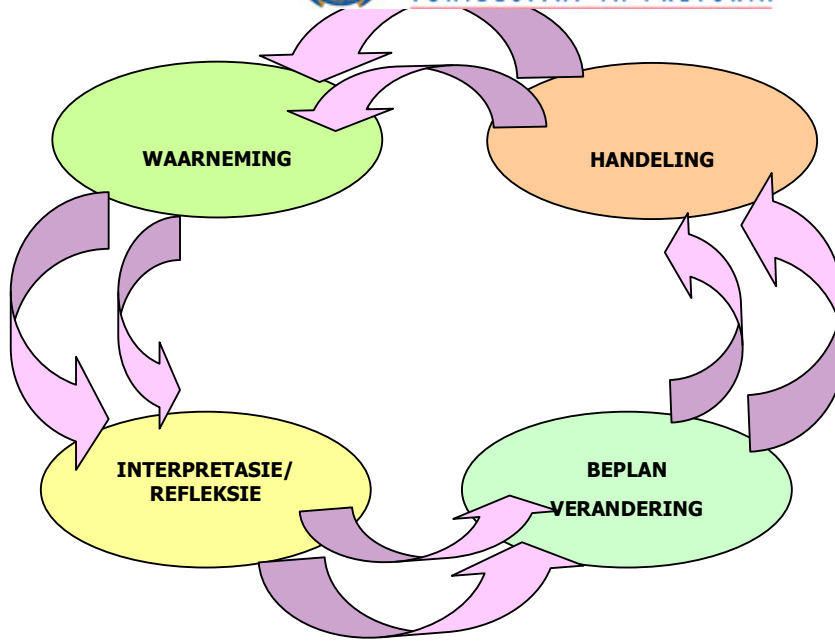 WAARNEMING
HANDELING
INTERPRETASIE/
REFLEKSIE
BEPLAN
VERANDERING